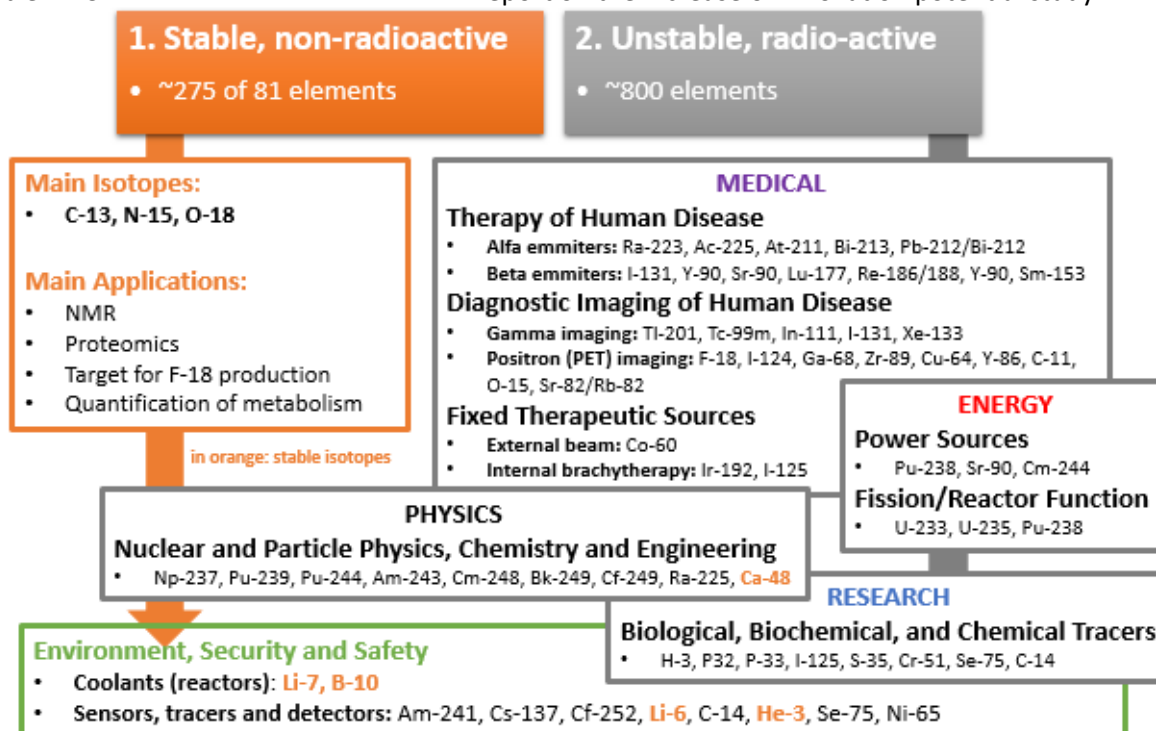 1. Stable, non-radioactive
• ~275 of 81 elements
2. Unstable, radio-active
• ~800 elements
Main Isotopes:
• C-13, N-15, O-18
Main Applications:
• NMR
• Proteomics
• Target for F-18 production
• Quantification of metabolism
in orange: stable isotopes
MEDICAL
Therapy of Human Disease
• Alfa emmiters: Ra-223, Ac-225, At-211, Bi-213, Pb-212/Bi-212
• Beta emmiters: I-131, Y-90, Sr-90, Lu-177, Re-186/188, Y-90, Sm-153
Diagnostic Imaging of Human Disease
• Gamma imaging: Tl-201, Tc-99m, In-111, I-131, Xe-133
• Positron (PET) imaging: F-18, I-124, Ga-68, Zr-89, Cu-64, Y-86, C-11,
O-15, Sr-82/Rb-82
Fixed Therapeutic Sources
• External beam: Co-60
• Internal brachytherapy: Ir-192, I-125
ENERGY
Power Sources
• Pu-238, Sr-90, Cm-244
Fission/Reactor Function
• U-233, U-235, Pu-238
PHYSICS
Nuclear and Particle Physics, Chemistry and Engineering
• Np-237, Pu-239, Pu-244, Am-243, Cm-248, Bk-249, Cf-249, Ra-225, Ca-48
RESEARCH
Biological, Biochemical, and Chemical Tracers
• H-3, P32, P-33, I-125, S-35, Cr-51, Se-75, C-14
Environment, Security and Safety
• Coolants (reactors): Li-7, B-10
• Sensors, tracers and detectors: Am-241, Cs-137, Cf-252, Li-6, C-14, He-3, Se-75, Ni-65